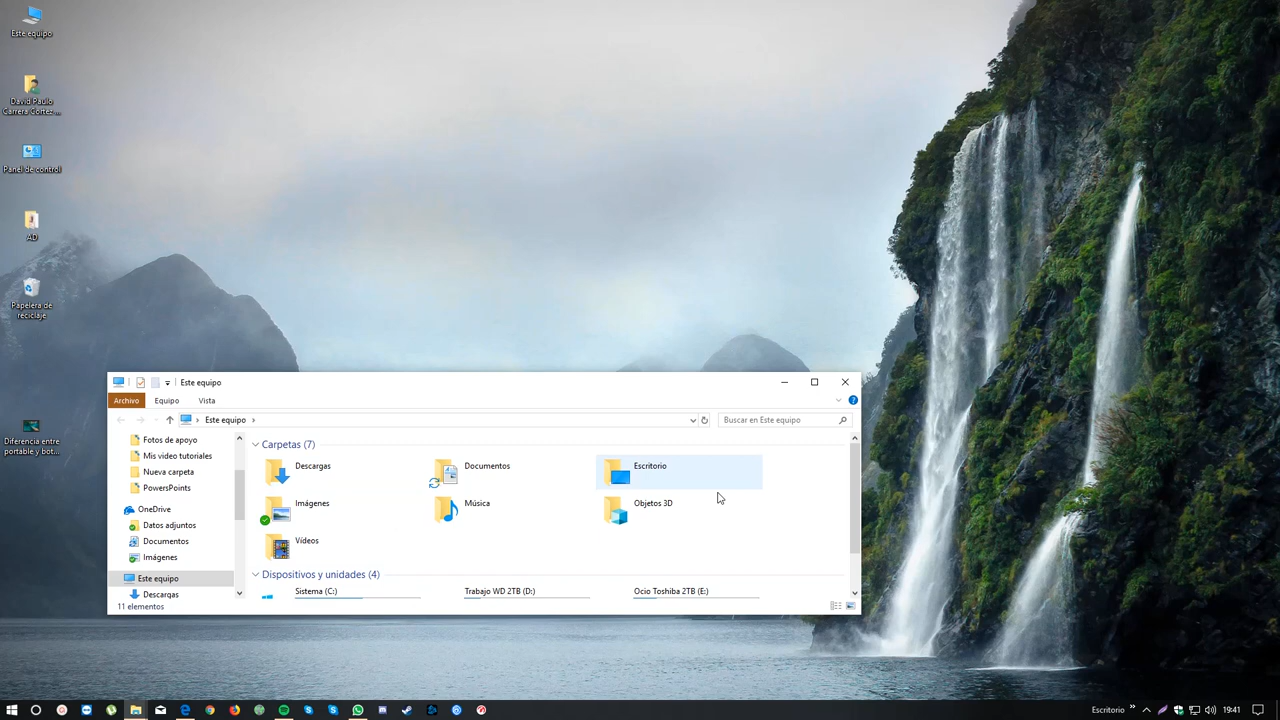 Este equipo
David Paulo
Carrera Cortez...
Panel de control
AD
Papelera de
reciclaje
Diferencia entre
portable y bot...
Este equipo
Archivo
Equipo
Vista
Este equipo
Buscar en Este equipo
Fotos de apoyo
Mis video tutoriales
Nueva carpeta
PowersPoints
OneDrive
Datos adjuntos
Documentos
Imágenes
Este equipo
Descargas
Carpetas (7)
Descargas
Documentos
Escritorio
Imágenes
Música
Objetos 3D
Vídeos
Dispositivos y unidades (4)
Sistema (C:)
Trabajo WD 2TB (D:)
Ocio Toshiba 2TB (E:)
11 elementos
Escritorio
19:41